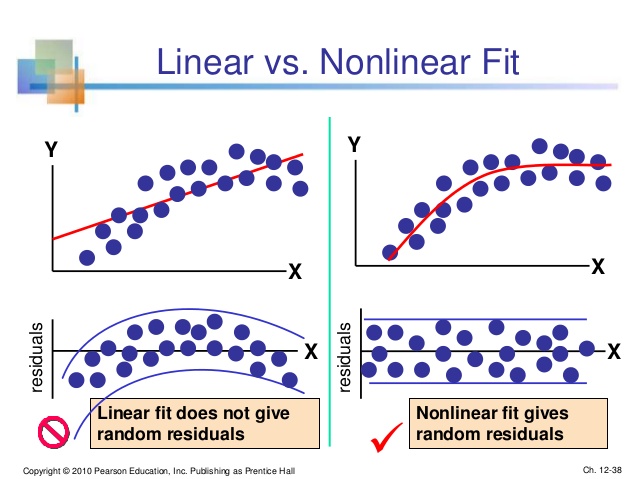 Linear vs. Nonlinear Fit
Y
X
residuals
X
Linear fit does not give
random residuals
Y
X
residuals
X
Nonlinear fit gives
random residuals
Copyright © 2010 Pearson Education, Inc. Publishing as Prentice Hall
Ch. 12-38